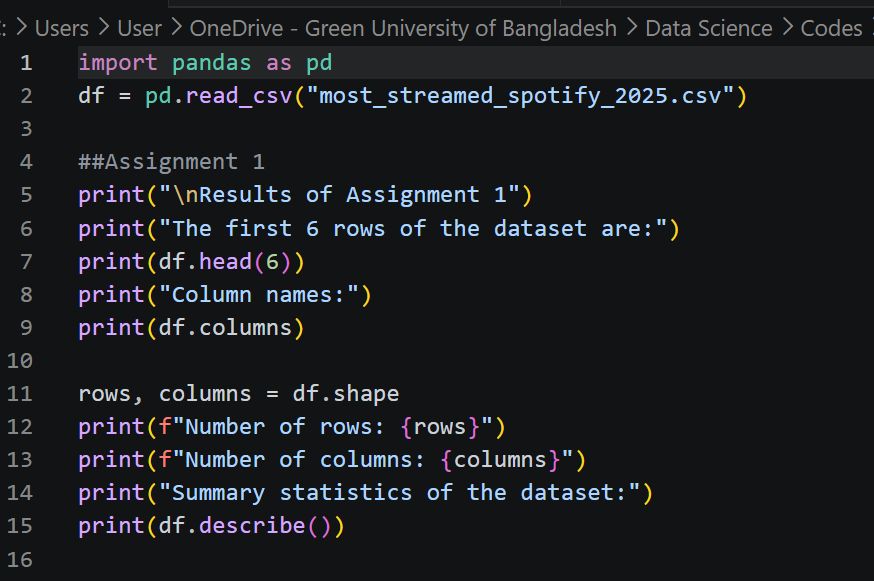 : > Users > User > OneDrive - Green University of Bangladesh > Data Science > Codes
1 import pandas as pd
2 df = pd.read_csv("most_streamed_spotify_2025.csv")
3
4 ##Assignment 1
5 print("\nResults of Assignment 1")
6 print("The first 6 rows of the dataset are:")
7 print(df.head(6))
8 print("Column names:")
9 print(df.columns)
10
11 rows, columns = df.shape
12 print(f"Number of rows: {rows}")
13 print(f"Number of columns: {columns}")
14 print("Summary statistics of the dataset:")
15 print(df.describe())
16